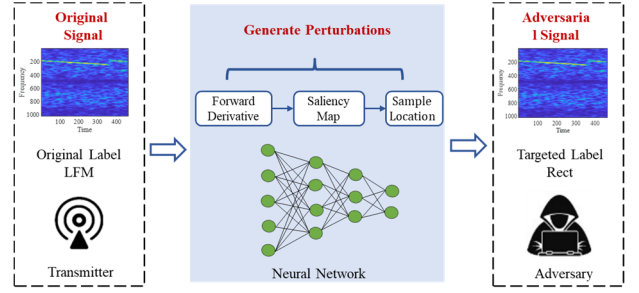 Original
Signal
Frequency
200
400
600
800
1000
100 200 300 400
Time
Original Label
LFM
Transmitter
Generate Perturbations
Forward
Derivative
Saliency
Map
Sample
Location
Neural Network
Adversaria
l Signal
Frequency
200
400
600
800
1000
100 200 300 400
Time
Targeted Label
Rect
Adversary